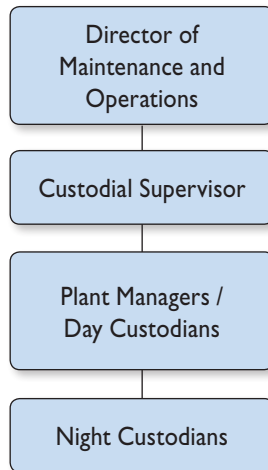 Director of
Maintenance and
Operations
Custodial Supervisor
Plant Managers /
Day Custodians
Night Custodians